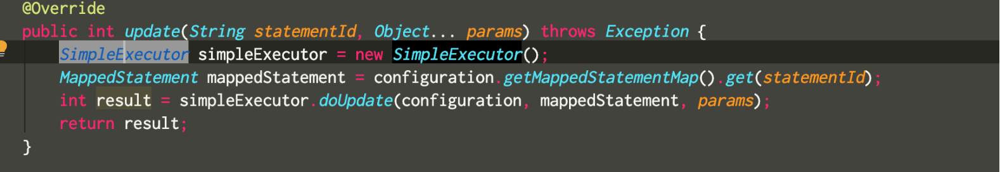 @Override
public int update(String statementId, Object... params) throws Exception {
SimpleExecutor simpleExecutor = new SimpleExecutor();
MappedStatement mappedStatement = configuration.getMappedStatementMap().get(statementId);
int result = simpleExecutor.doUpdate(configuration, mappedStatement, params);
return result;
}